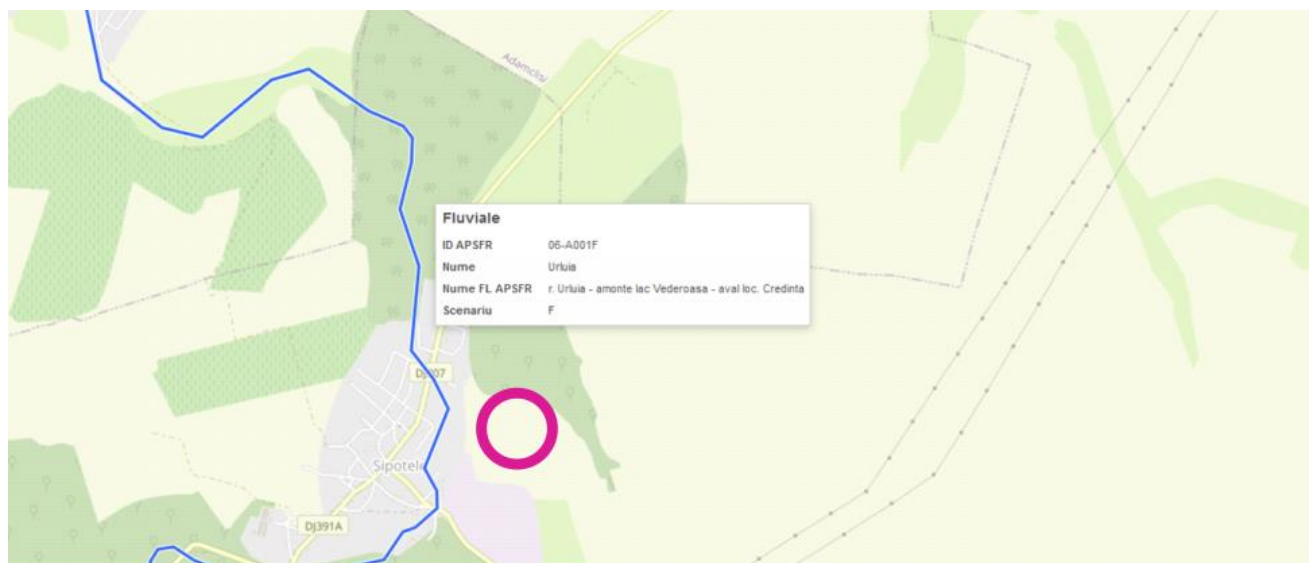 Adamclisi
Fluviale
ID APSFR 06-A001F
Nume Urluia
Nume FL APSFR r. Urluia - amonte lac Vederoasa - aval loc. Credinta
Scenariu F
Sipotele
DJ391A